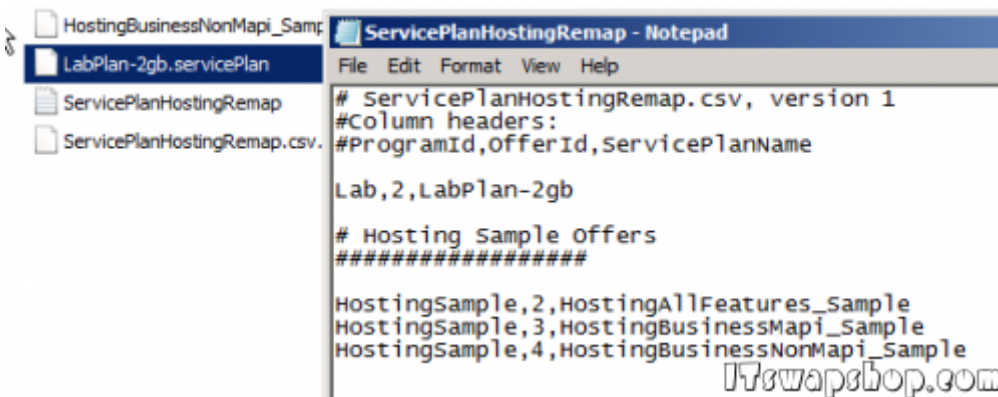 HostingBusinessNonMapi_Samp
LabPlan-2gb.servicePlan
ServicePlanHostingRemap
ServicePlanHostingRemap.csv.
ServicePlanHostingRemap - Notepad
File Edit Format View Help
# ServicePlanHostingRemap.csv, version 1
#Column headers:
#ProgramId,OfferId,ServicePlanName
Lab,2,LabPlan-2gb
# Hosting Sample Offers
##################
HostingSample,2,HostingAllFeatures_Sample
HostingSample,3,HostingBusinessMapi_Sample
HostingSample,4,HostingBusinessNonMapi_Sample
ITswapshop.com